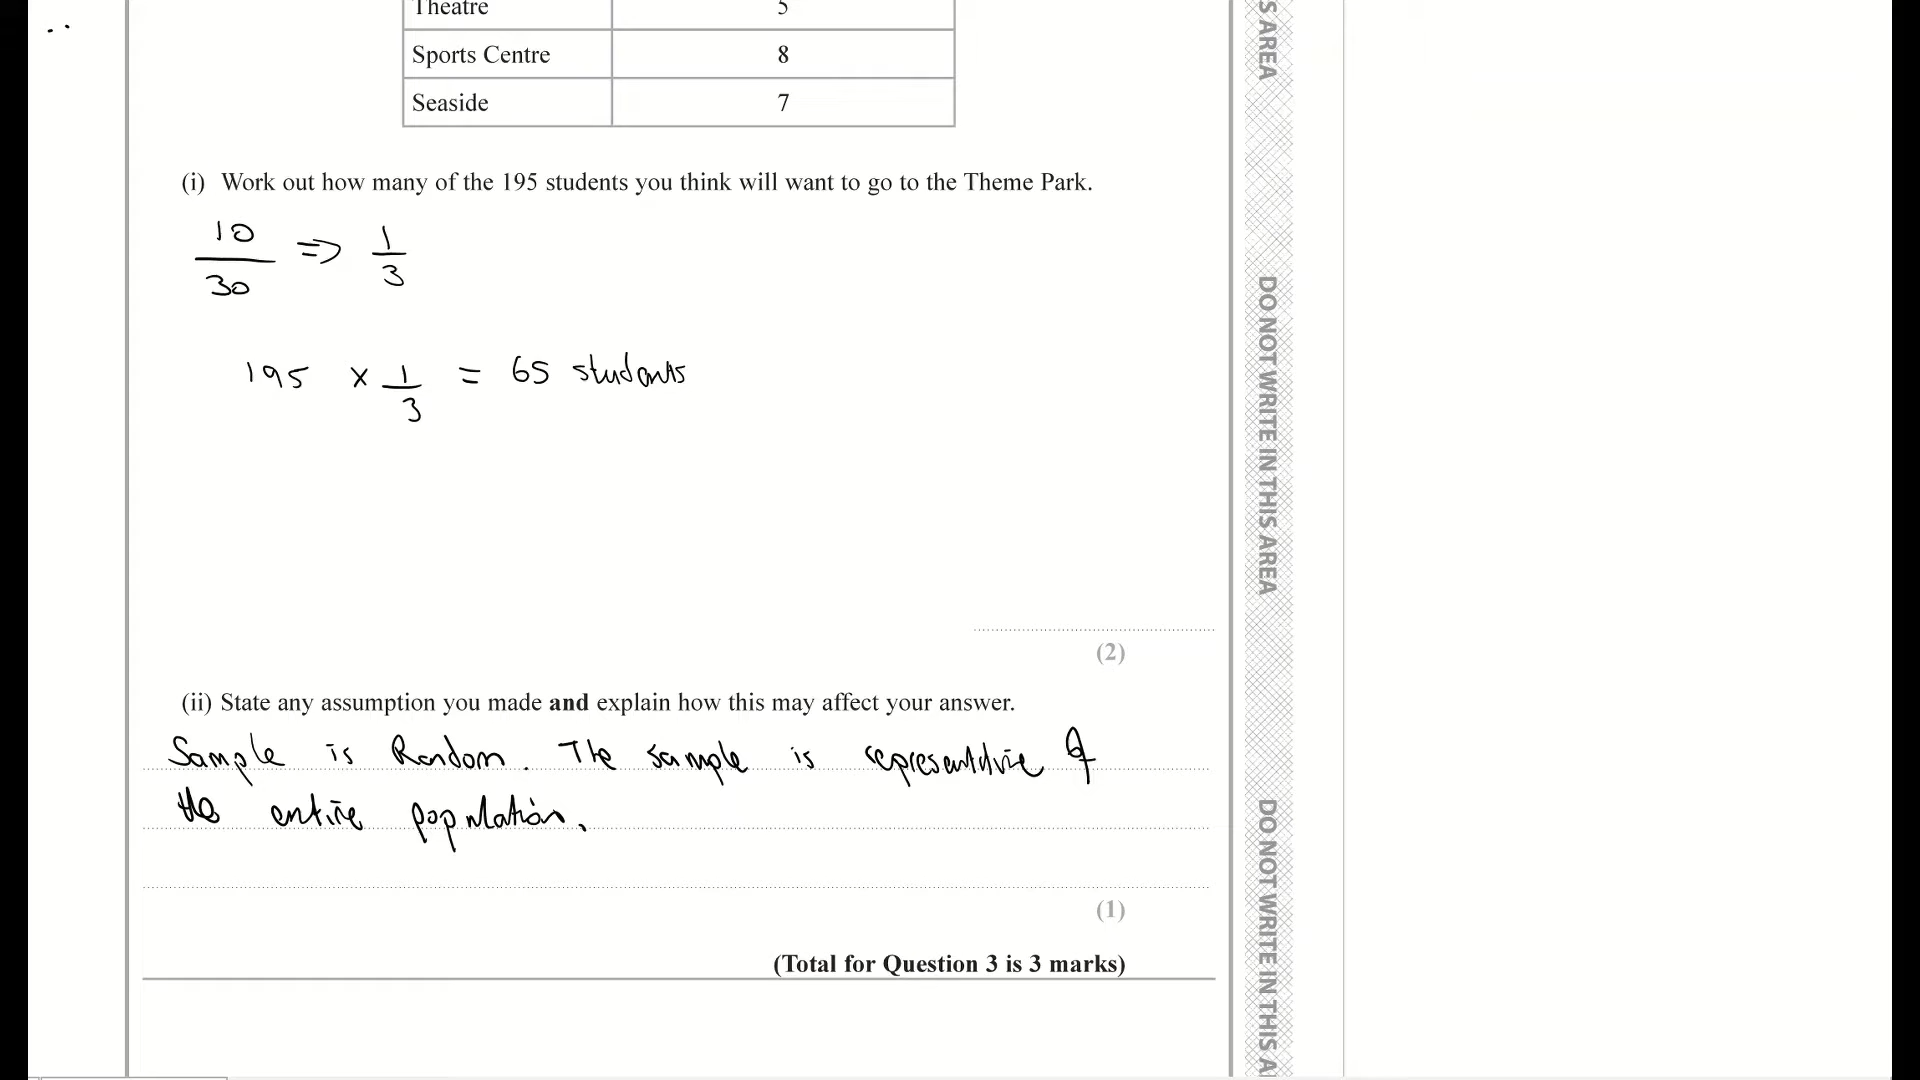 Theatre 5
Sports Centre 8
Seaside 7
(i) Work out how many of the 195 students you think will want to go to the Theme Park.
10/30 => 1/3
195 × 1/3 = 65 students
(2)
(ii) State any assumption you made and explain how this may affect your answer.
Sample is Random. The sample is representative of
the entire population.
(1)
(Total for Question 3 is 3 marks)
S AREA
DO NOT WRITE IN THIS AREA
DO NOT WRITE IN THIS A